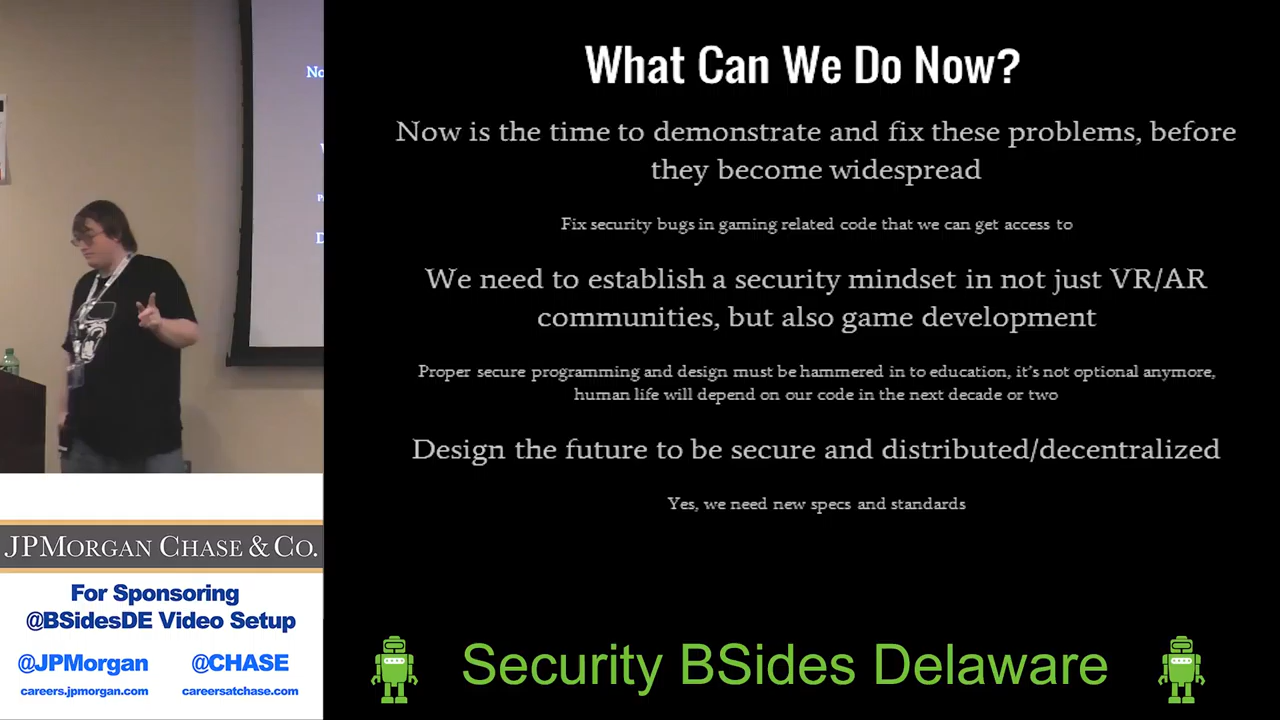 What Can We Do Now?
Now is the time to demonstrate and fix these problems, before
they become widespread
Fix security bugs in gaming related code that we can get access to
We need to establish a security mindset in not just VR/AR
communities, but also game development
Proper secure programming and design must be hammered in to education, it's not optional anymore,
human life will depend on our code in the next decade or two
Design the future to be secure and distributed/decentralized
Yes, we need new specs and standards
No
JPMORGAN CHASE & CO.
For Sponsoring
@BSidesDE Video Setup
@JPMorgan @CHASE
careers.jpmorgan.com careersatchase.com
Security BSides Delaware